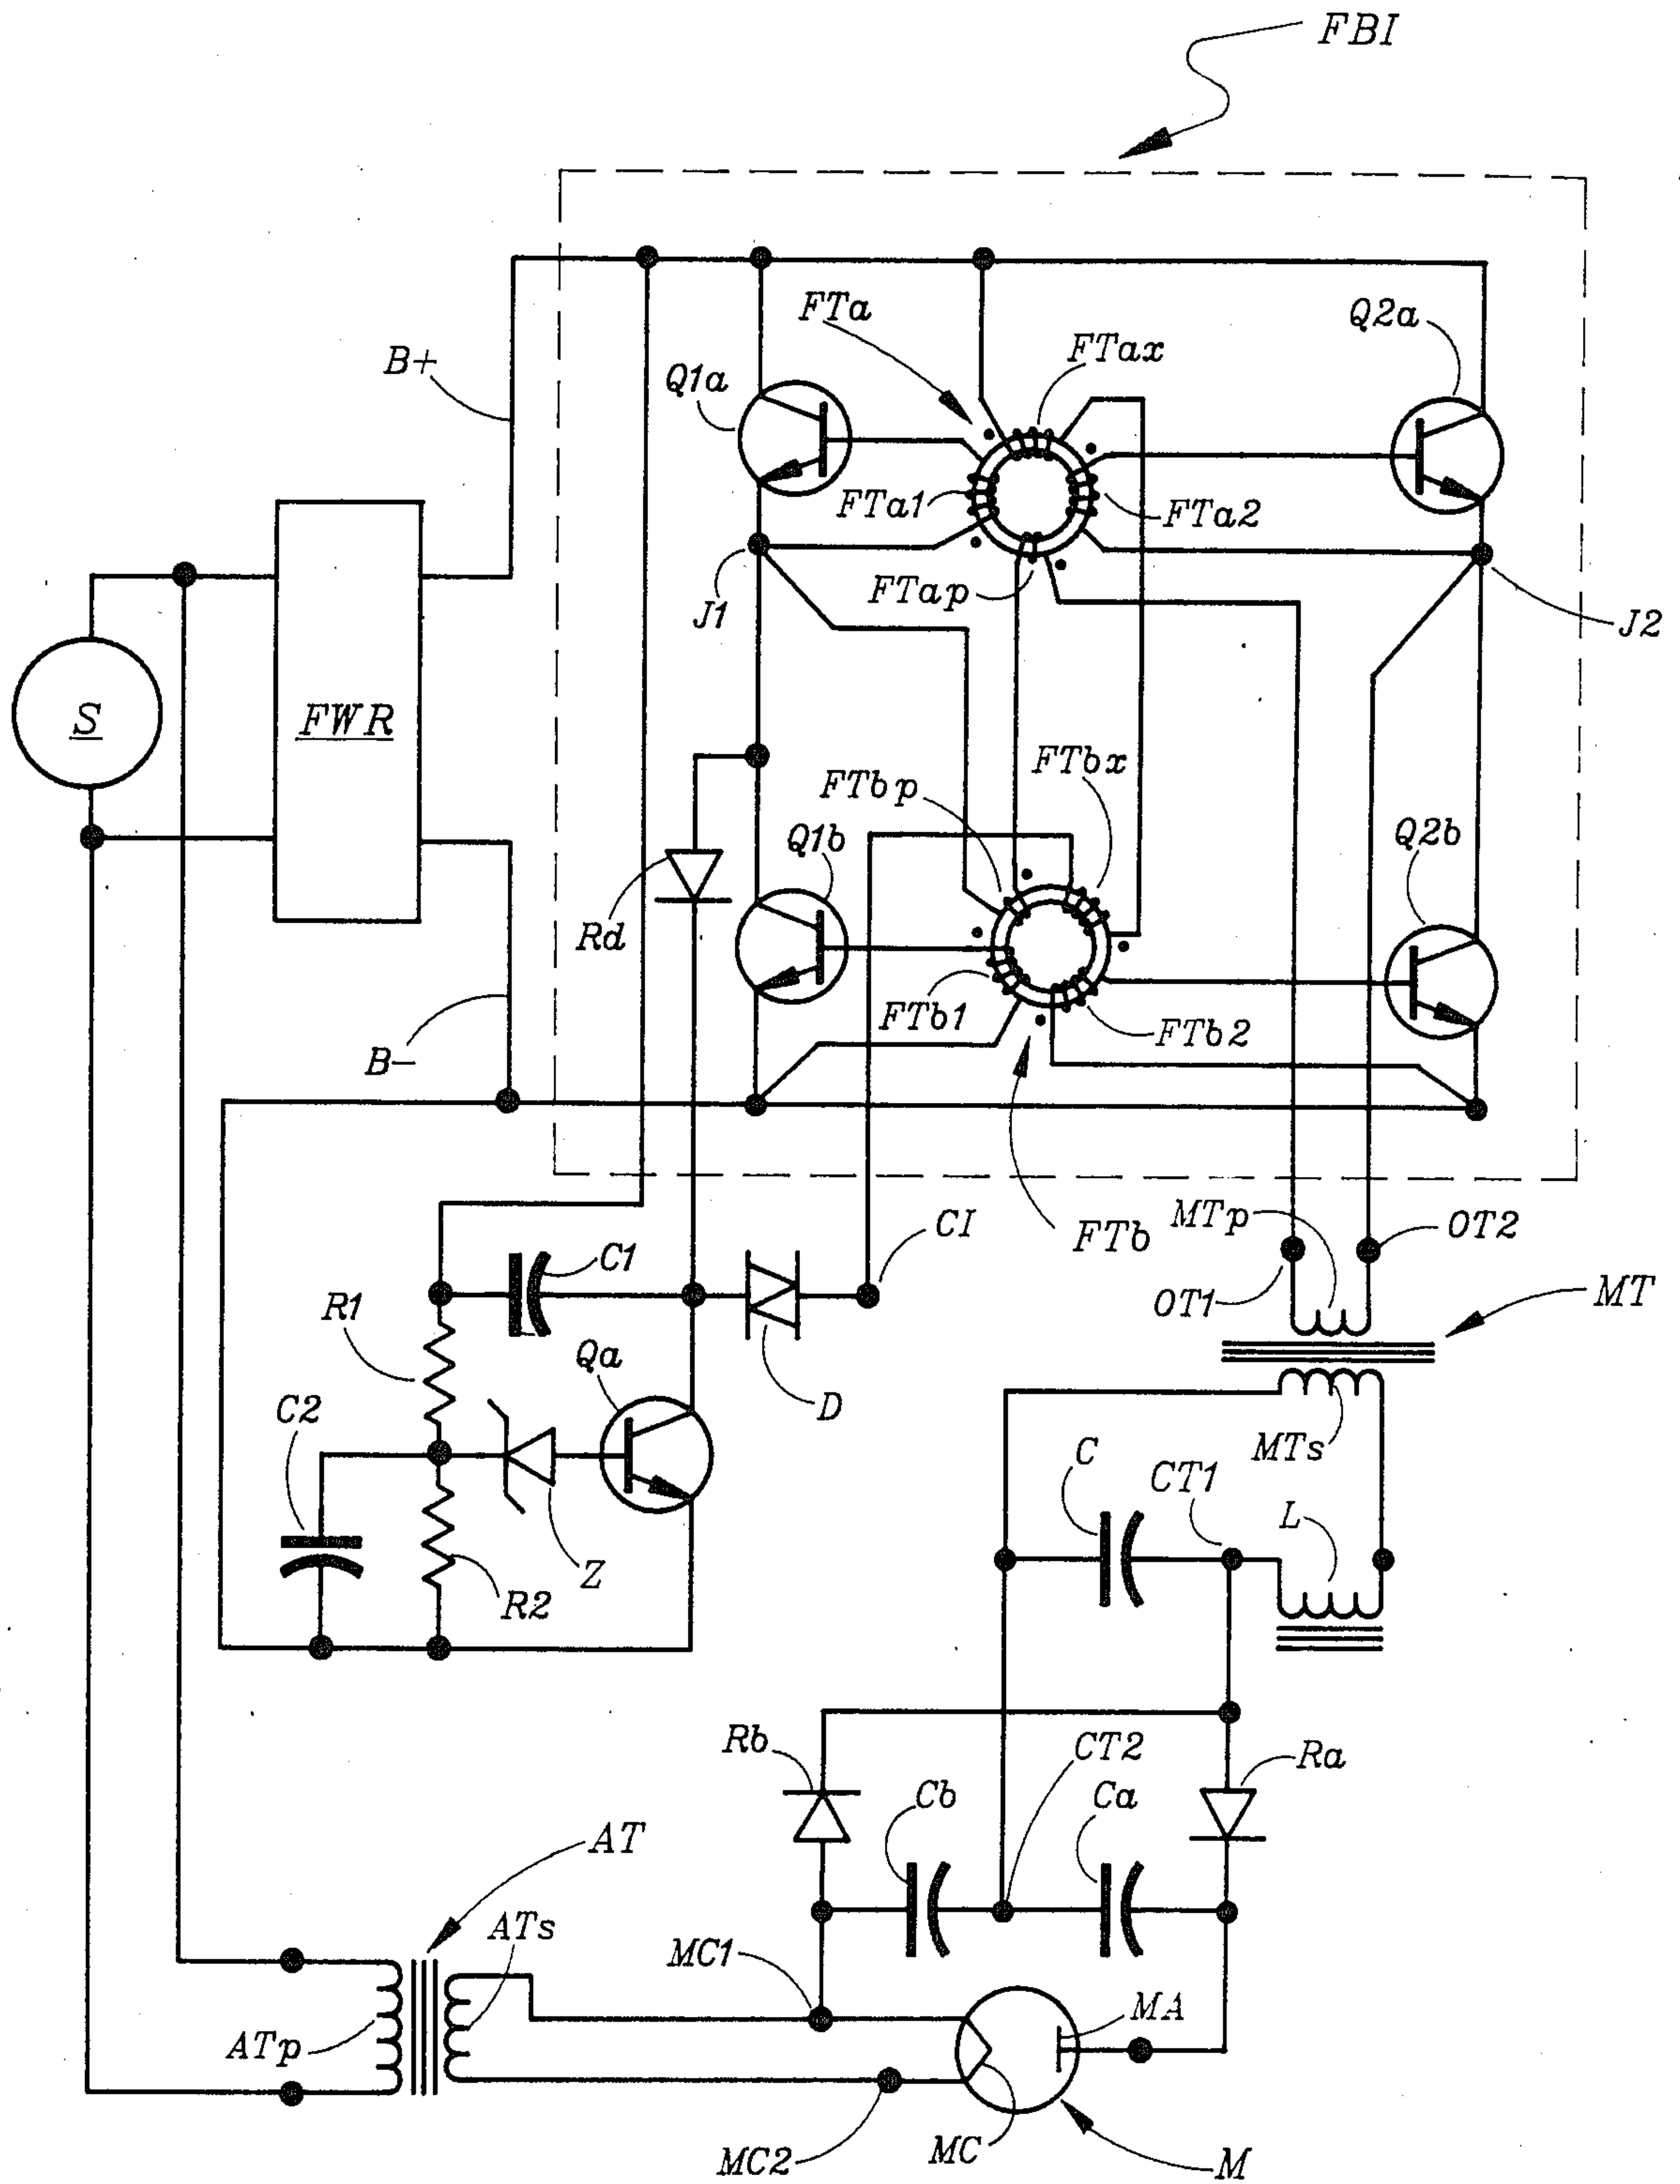 FBI
B+
FTa
FTax
Q1a
Q2a
FTa1
FTa2
FTap
J1
J2
S
FWR
FTbp
FTbx
Q1b
Q2b
Rd
FTb1
FTb2
B-
FTb
MTp
OT2
CI
C1
OT1
MT
R1
Qa
D
C2
MTs
C
CT1
L
Z
R2
Rb
CT2
Ra
Cb
Ca
AT
ATs
MC1
MA
ATp
MC2
MC
M